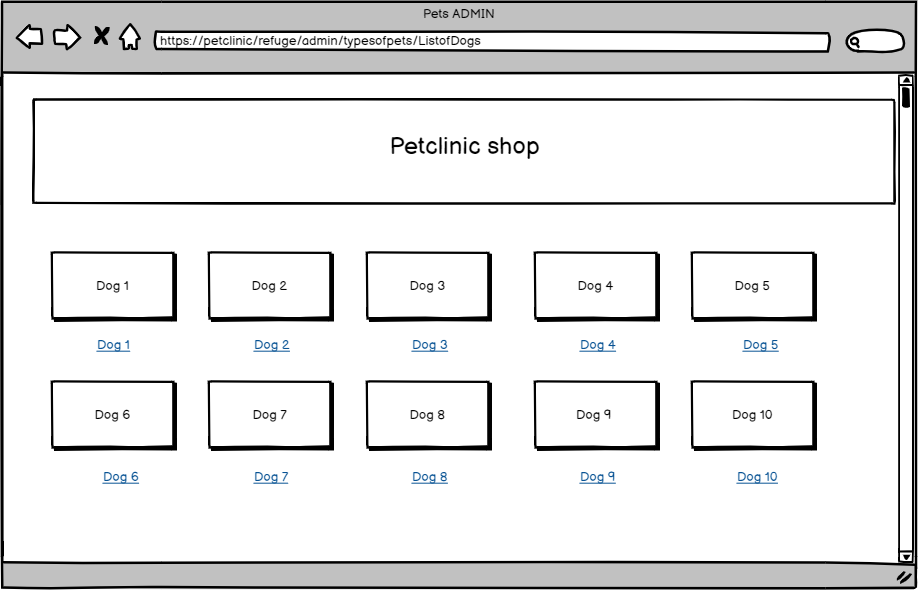 Pets ADMIN
https://petclinic/refuge/admin/typesofpets/ListofDogs
Petclinic shop
Dog 1
Dog 2
Dog 3
Dog 4
Dog 5
Dog 1
Dog 2
Dog 3
Dog 4
Dog 5
Dog 6
Dog 7
Dog 8
Dog 9
Dog 10
Dog 6
Dog 7
Dog 8
Dog 9
Dog 10